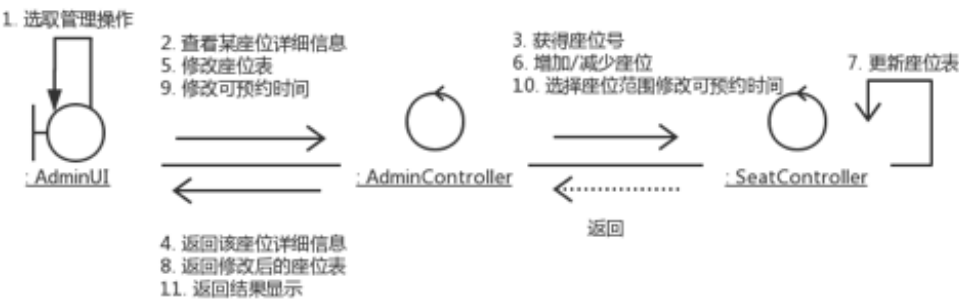 1. 选取管理操作
2. 查看某座位详细信息
5. 修改座位表
9. 修改可预约时间
3. 获得座位号
6. 增加/减少座位
10. 选择座位范围修改可预约时间
7. 更新座位表
: AdminUI
: AdminController
: SeatController
返回
4. 返回该座位详细信息
8. 返回修改后的座位表
11. 返回结果显示